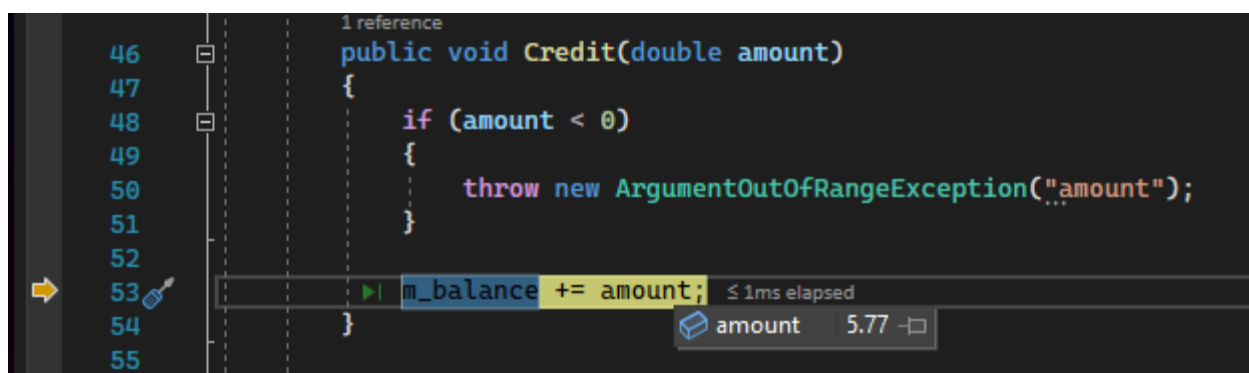 1 reference
46 public void Credit(double amount)
47 {
48 if (amount < 0)
49 {
50 throw new ArgumentOutOfRangeException("amount");
51 }
52
53 m_balance += amount; ≤ 1ms elapsed
54 } amount 5.77
55